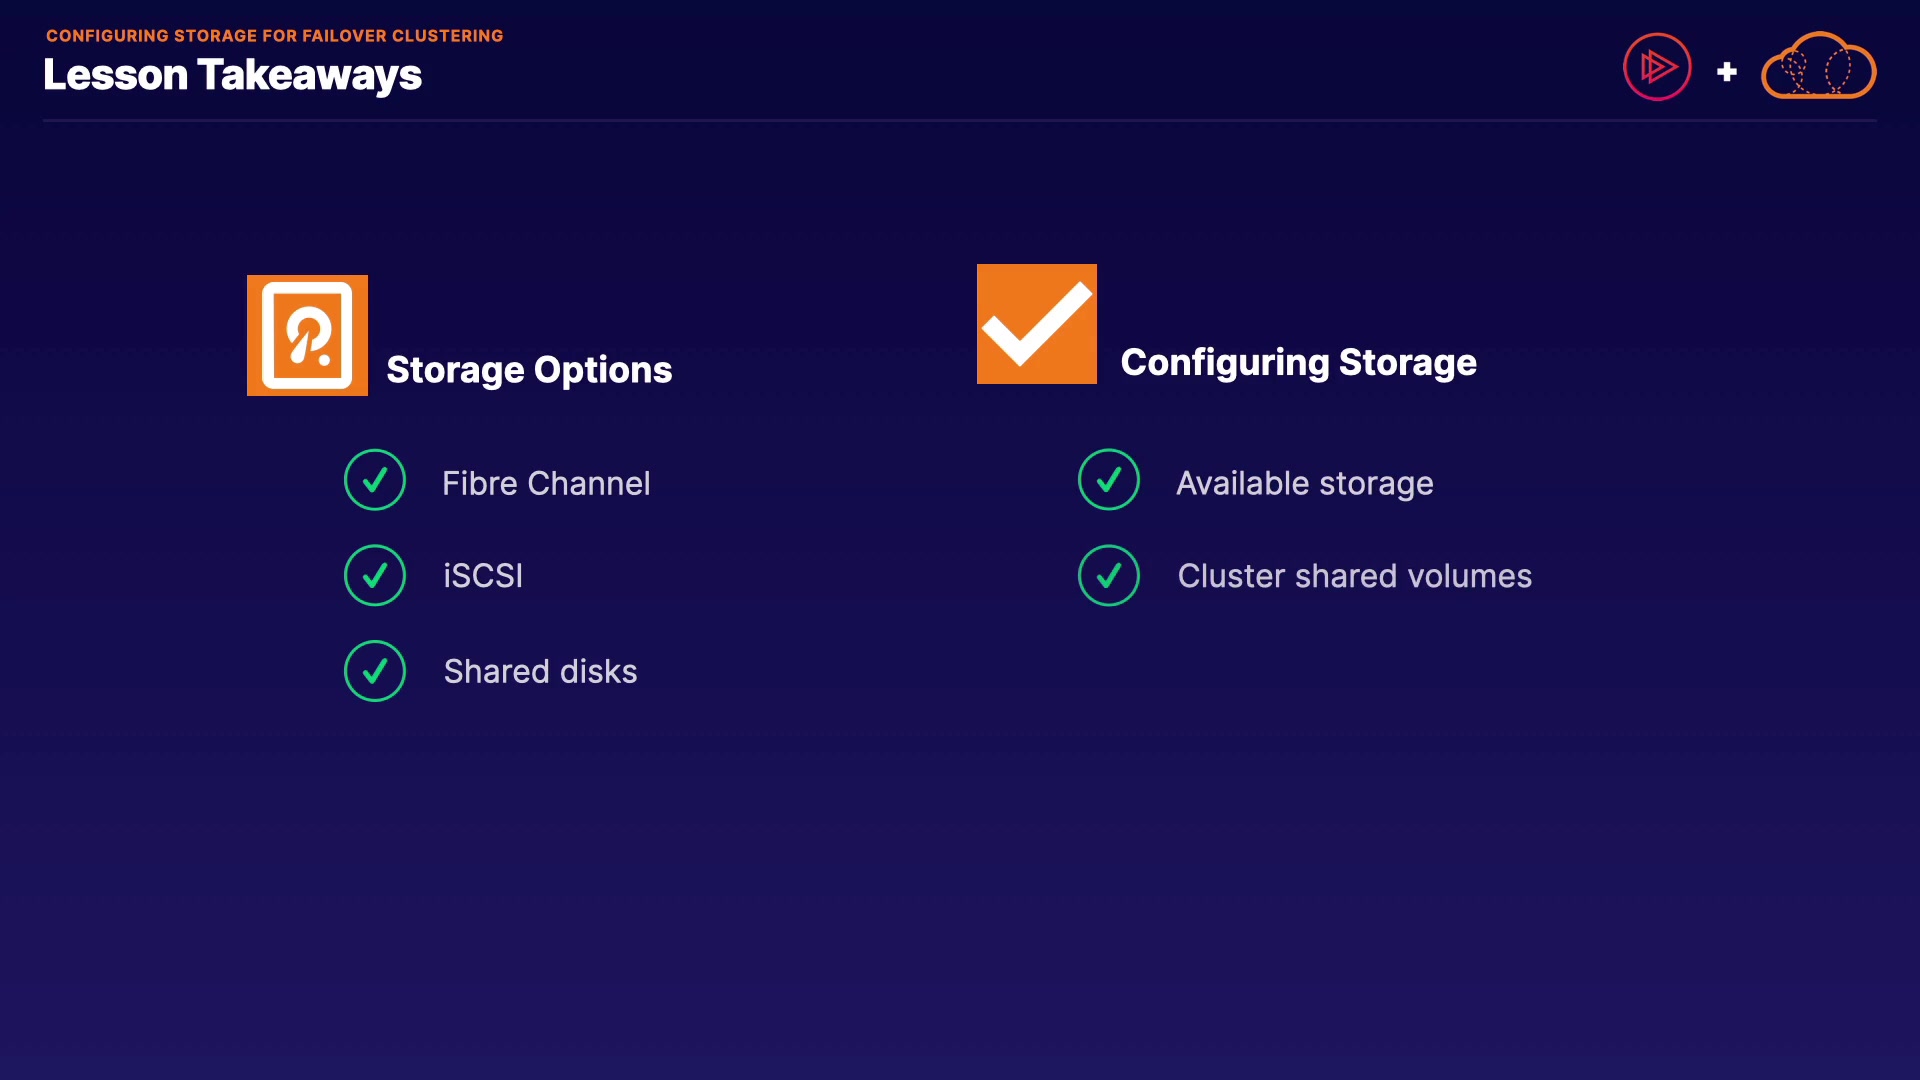 CONFIGURING STORAGE FOR FAILOVER CLUSTERING
Lesson Takeaways
Storage Options
Fibre Channel
iSCSI
Shared disks
Configuring Storage
Available storage
Cluster shared volumes